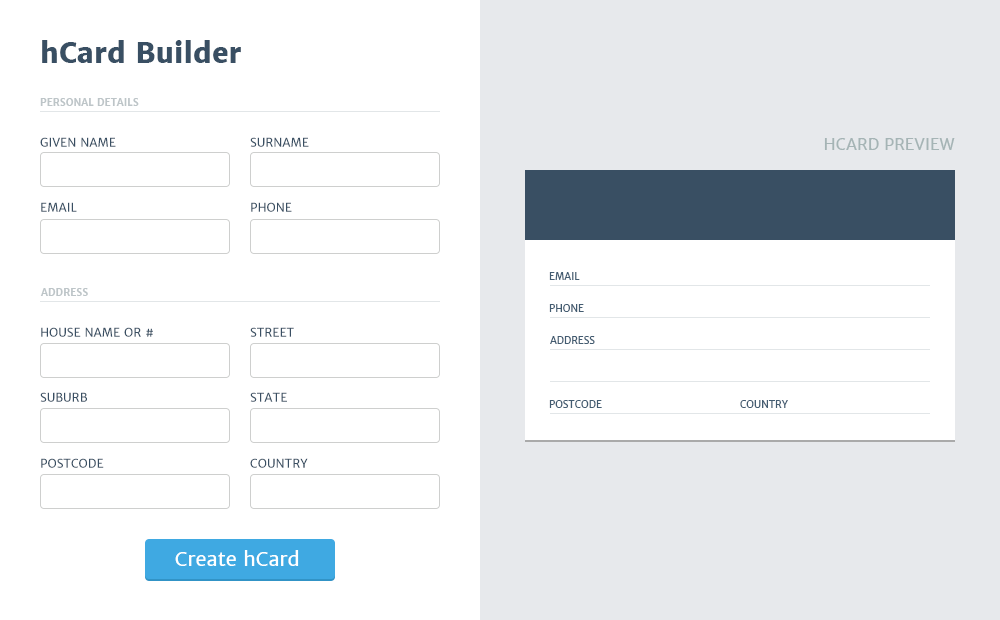 hCard Builder
PERSONAL DETAILS
GIVEN NAME SURNAME
EMAIL PHONE
ADDRESS
HOUSE NAME OR # STREET
SUBURB STATE
POSTCODE COUNTRY
Create hCard
HCARD PREVIEW
EMAIL
PHONE
ADDRESS
POSTCODE COUNTRY